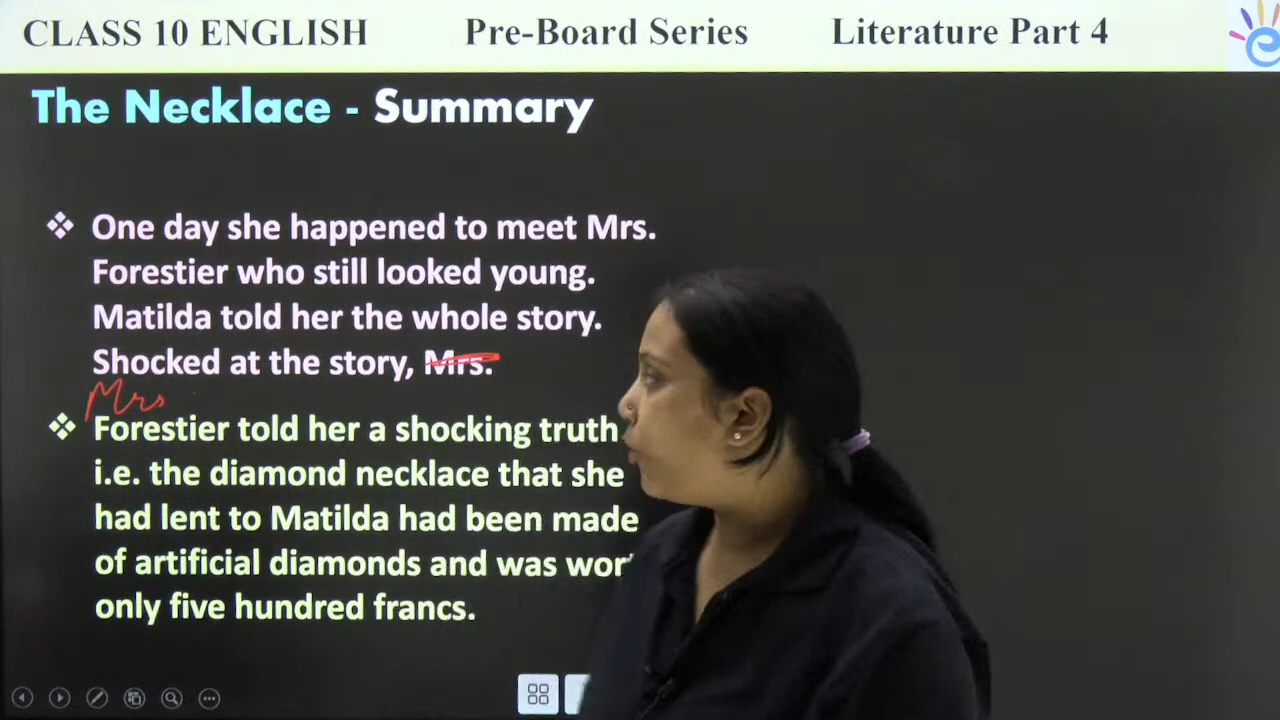 CLASS 10 ENGLISH Pre-Board Series Literature Part 4
The Necklace - Summary
❖ One day she happened to meet Mrs.
Forestier who still looked young.
Matilda told her the whole story.
Shocked at the story, Mrs.
Mrs
❖ Forestier told her a shocking truth
i.e. the diamond necklace that she
had lent to Matilda had been made
of artificial diamonds and was
only five hundred francs.